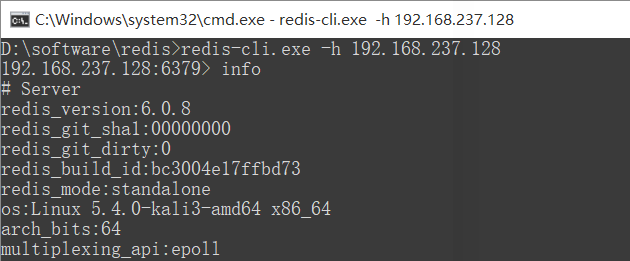 C:\Windows\system32\cmd.exe - redis-cli.exe -h 192.168.237.128
D:\software\redis>redis-cli.exe -h 192.168.237.128
192.168.237.128:6379> info
# Server
redis_version:6.0.8
redis_git_sha1:00000000
redis_git_dirty:0
redis_build_id:bc3004e17ffbd73
redis_mode:standalone
os:Linux 5.4.0-kali3-amd64 x86_64
arch_bits:64
multiplexing_api:epoll